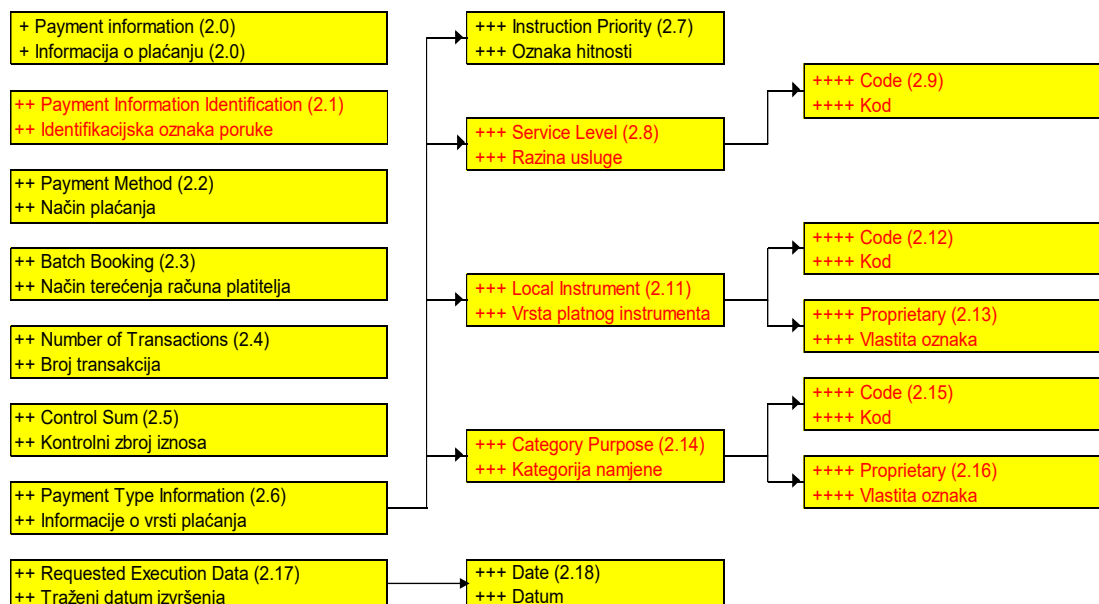 + Payment information (2.0)
+ Informacija o plaćanju (2.0)
++ Payment Information Identification (2.1)
++ Identifikacijska oznaka poruke
++ Payment Method (2.2)
++ Način plaćanja
++ Batch Booking (2.3)
++ Način terećenja računa platitelja
++ Number of Transactions (2.4)
++ Broj transakcija
++ Control Sum (2.5)
++ Kontrolni zbroj iznosa
++ Payment Type Information (2.6)
++ Informacije o vrsti plaćanja
++ Requested Execution Data (2.17)
++ Traženi datum izvršenja
+++ Instruction Priority (2.7)
+++ Oznaka hitnosti
+++ Service Level (2.8)
+++ Razina usluge
+++ Local Instrument (2.11)
+++ Vrsta platnog instrumenta
+++ Category Purpose (2.14)
+++ Kategorija namjene
+++ Date (2.18)
+++ Datum
++++ Code (2.9)
++++ Kod
++++ Code (2.12)
++++ Kod
++++ Proprietary (2.13)
++++ Vlastita oznaka
++++ Code (2.15)
++++ Kod
++++ Proprietary (2.16)
++++ Vlastita oznaka